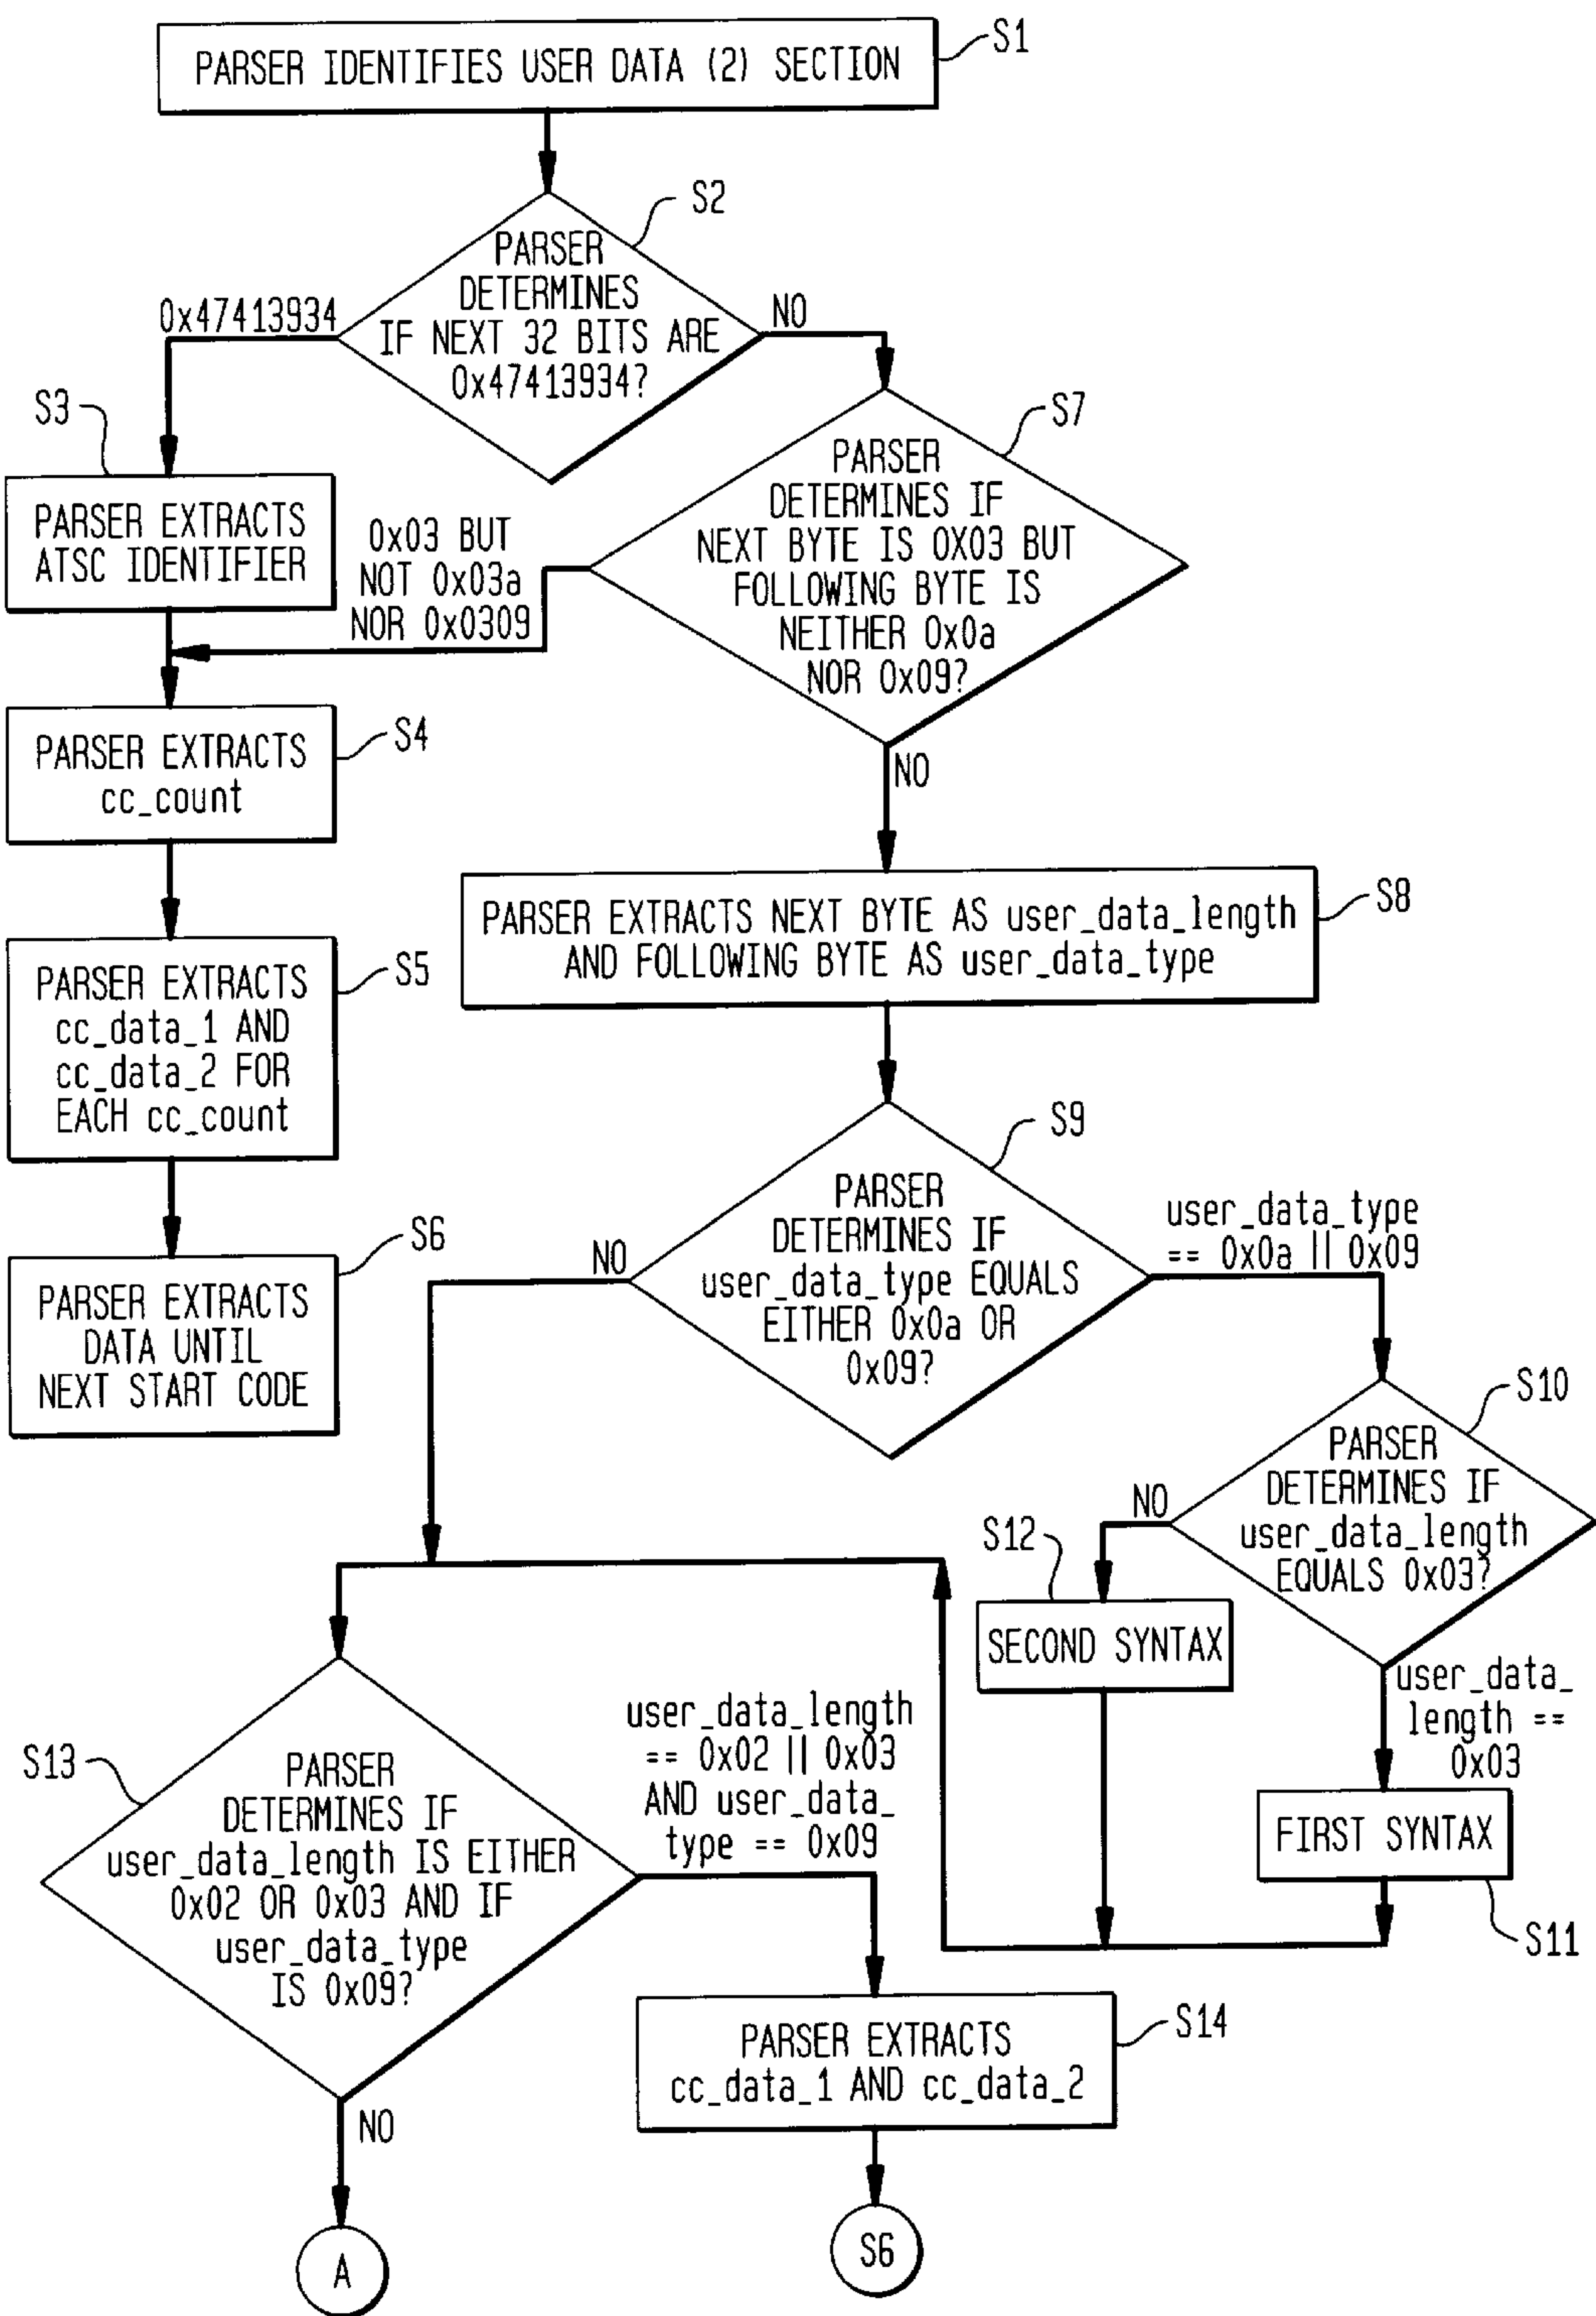 PARSER IDENTIFIES USER DATA (2) SECTION
S1
S2
PARSER
DETERMINES
IF NEXT 32 BITS ARE
0x47413934?
0x47413934
NO
S3
PARSER EXTRACTS
ATSC IDENTIFIER
S7
PARSER
DETERMINES IF
NEXT BYTE IS 0X03 BUT
FOLLOWING BYTE IS
NEITHER 0x0a
NOR 0x09?
0x03 BUT
NOT 0x03a
NOR 0x0309
NO
S4
PARSER EXTRACTS
cc_count
S8
PARSER EXTRACTS NEXT BYTE AS user_data_length
AND FOLLOWING BYTE AS user_data_type
S5
PARSER EXTRACTS
cc_data_1 AND
cc_data_2 FOR
EACH cc_count
S9
PARSER
DETERMINES IF
user_data_type EQUALS
EITHER 0x0a OR
0x09?
NO
user_data_type
== 0x0a || 0x09
S6
PARSER EXTRACTS
DATA UNTIL
NEXT START CODE
S10
PARSER
DETERMINES IF
user_data_length
EQUALS 0x03?
NO
S12
SECOND SYNTAX
user_data_
length ==
0x03
FIRST SYNTAX
S11
S13
PARSER
DETERMINES IF
user_data_length IS EITHER
0x02 OR 0x03 AND IF
user_data_type
IS 0x09?
user_data_length
== 0x02 || 0x03
AND user_data_
type == 0x09
S14
PARSER EXTRACTS
cc_data_1 AND cc_data_2
NO
A
S6